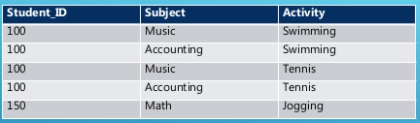 Student_ID Subject Activity
100 Music Swimming
100 Accounting Swimming
100 Music Tennis
100 Accounting Tennis
150 Math Jogging